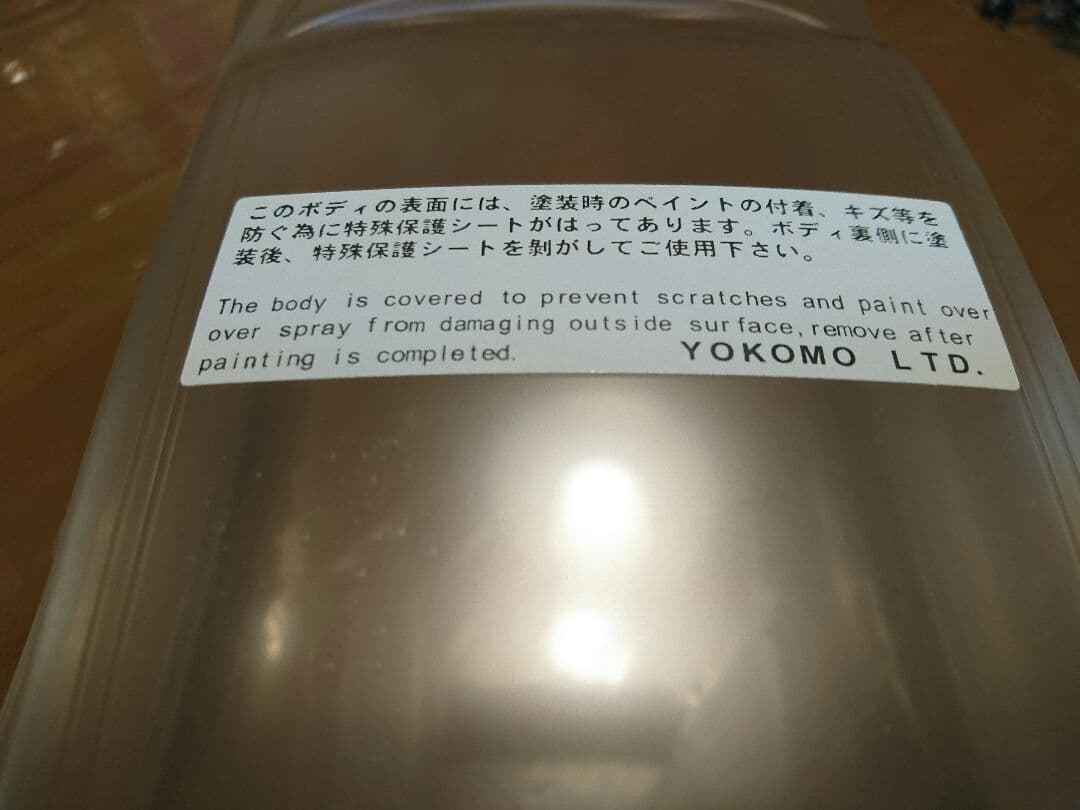 このボディの表面には、塗装時のペイントの付着、キズ等を
防ぐ為に特殊保護シートがはってあります。ボディ裏側に塗
装後、特殊保護シートを剥がしてご使用下さい。
The body is covered to prevent scratches and paint over
over spray from damaging outside surface, remove after
painting is completed.
YOKOMO LTD.